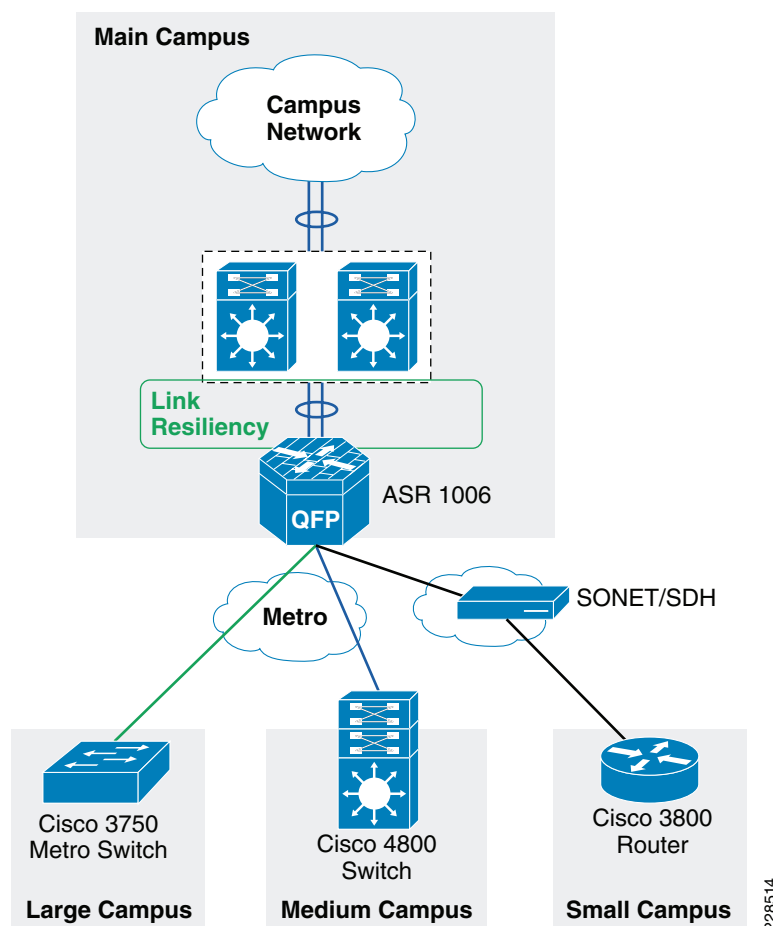 Main Campus
Campus
Network
Link
Resiliency
ASR 1006
QFP
Metro
SONET/SDH
Cisco 3750
Metro Switch
Large Campus
Cisco 4800
Switch
Medium Campus
Cisco 3800
Router
Small Campus
228514